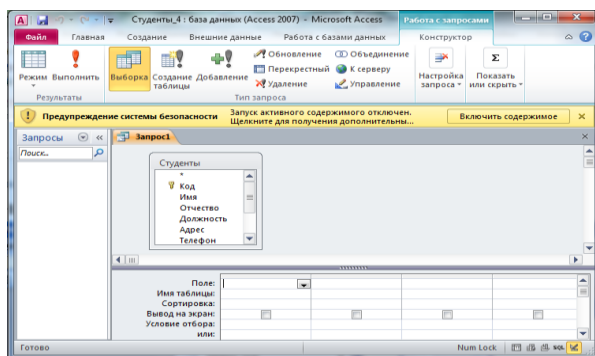 Студенты_4 : база данных (Access 2007) - Microsoft Access
Работа с запросами
Файл Главная Создание Внешние данные Работа с базами данных Конструктор
Режим Выполнить Выборка Создание таблицы Добавление
Обновление Объединение
Перекрестный К серверу
Удаление Управление
Настройка запроса Показать или скрыть
Результаты Тип запроса
Предупреждение системы безопасности Запуск активного содержимого отключен. Щелкните для получения дополнительны... Включить содержимое
Запросы Запрос1
Поиск...
Студенты
*
Код
Имя
Отчество
Должность
Адрес
Телефон
Поле:
Имя таблицы:
Сортировка:
Вывод на экран:
Условие отбора:
или:
Готово Num Lock SQL